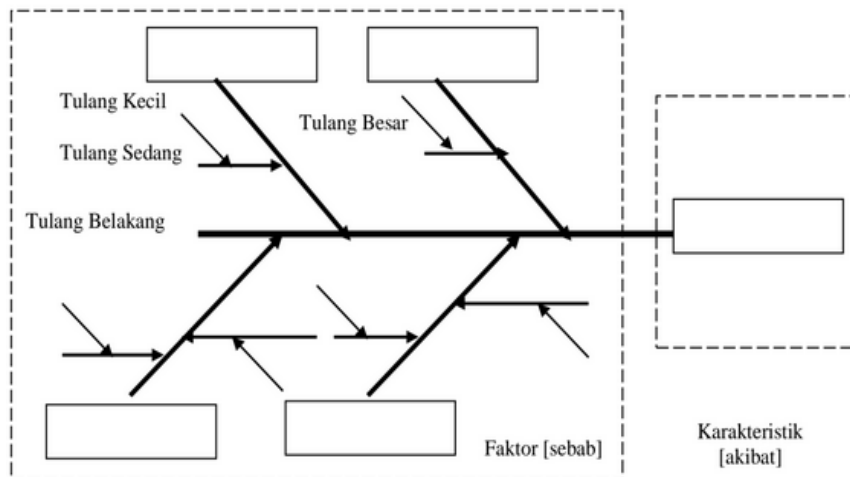 Tulang Kecil
Tulang Besar
Tulang Sedang
Tulang Belakang
Faktor [sebab]
Karakteristik
[akibat]